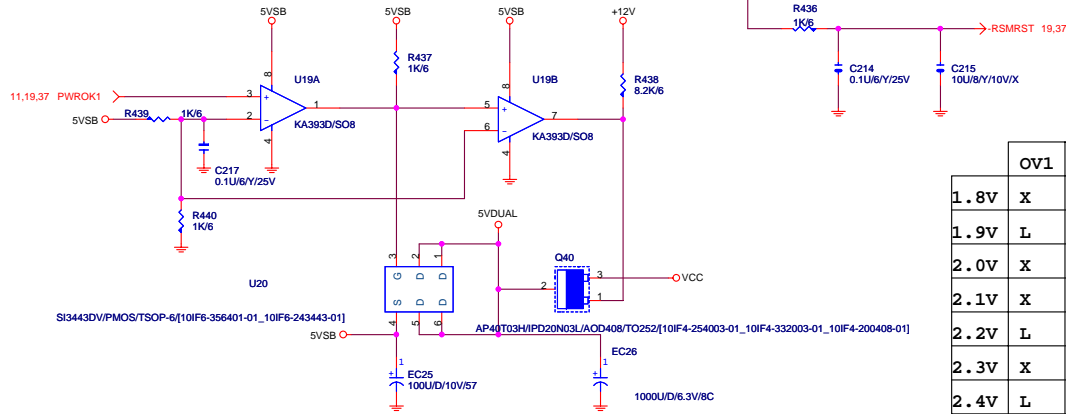 5VSB
5VSB
5VSB
+12V
R436
1K/6
-RSMRST 19,37
C214
0.1U/6/Y/25V
C215
10U/8/Y/10V/X
R437
1K/6
R438
8.2K/6
U19A
U19B
8
8
11,19,37 PWROK1
3
+
1
2
−
4
KA393D/SO8
5
+
7
6
−
4
KA393D/SO8
R439
1K/6
5VSB
C217
0.1U/6/Y/25V
R440
1K/6
5VDUAL
U20
3 2 1
G D D
S D D
4 5 6
Q40
3
2
1
VCC
SI3443DV/PMOS/TSOP-6/[10IF6-356401-01_10IF6-243443-01]
AP40T03H/IPD20N03L/AOD408/TO252/[10IF4-254003-01_10IF4-332003-01_10IF4-200408-01]
5VSB
1
+
EC25
100U/D/10V/57
EC26
1
+
1000U/D/6.3V/8C
OV1
1.8V X
1.9V L
2.0V X
2.1V X
2.2V L
2.3V X
2.4V L